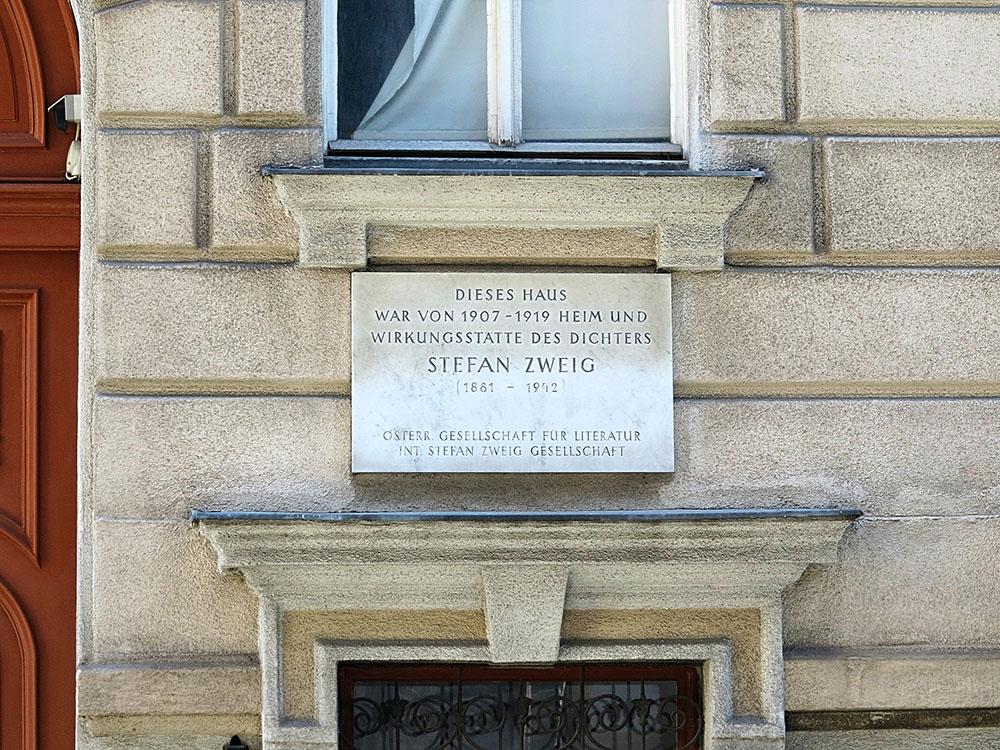 DIESES HAUS
WAR VON 1907-1919 HEIM UND
WIRKUNGSSTATTE DES DICHTERS
STEFAN ZWEIG
(1881 - 1942)
ÖSTERR. GESELLSCHAFT FÜR LITERATUR
INT. STEFAN ZWEIG GESELLSCHAFT